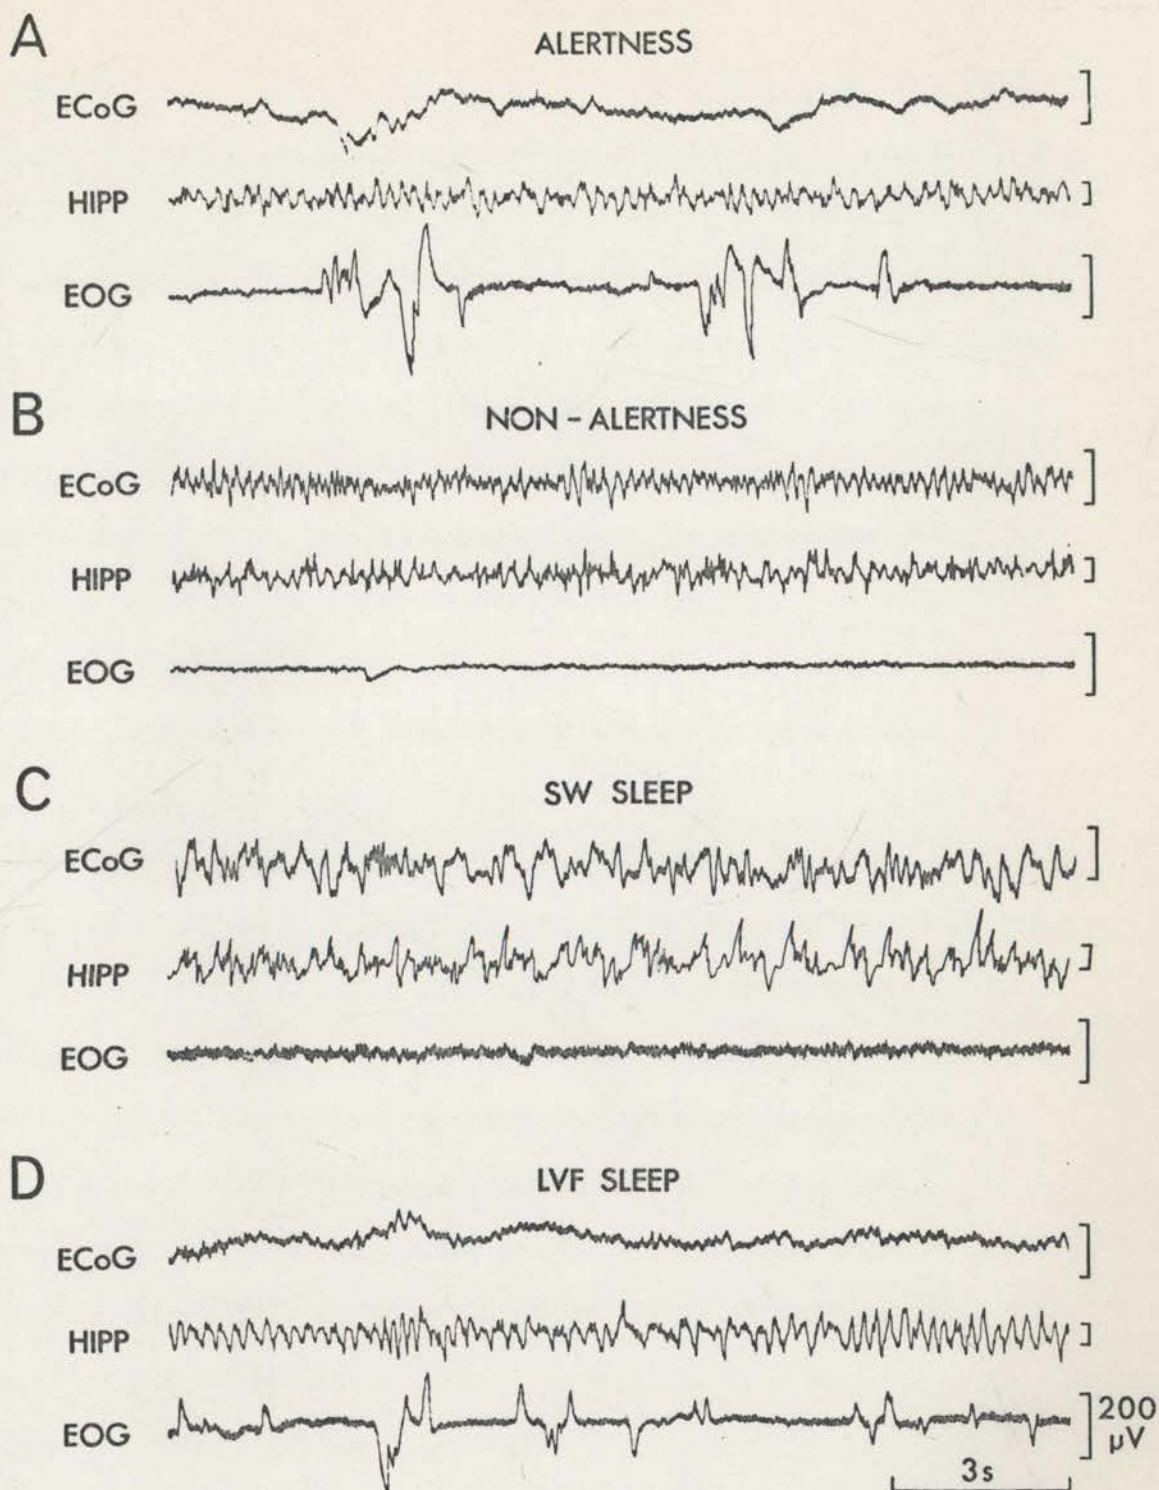 A
ALERTNESS
ECoG
HIPP
EOG
B
NON – ALERTNESS
ECoG
HIPP
EOG
C
SW SLEEP
ECoG
HIPP
EOG
D
LVF SLEEP
ECoG
HIPP
EOG
200
μV
3s